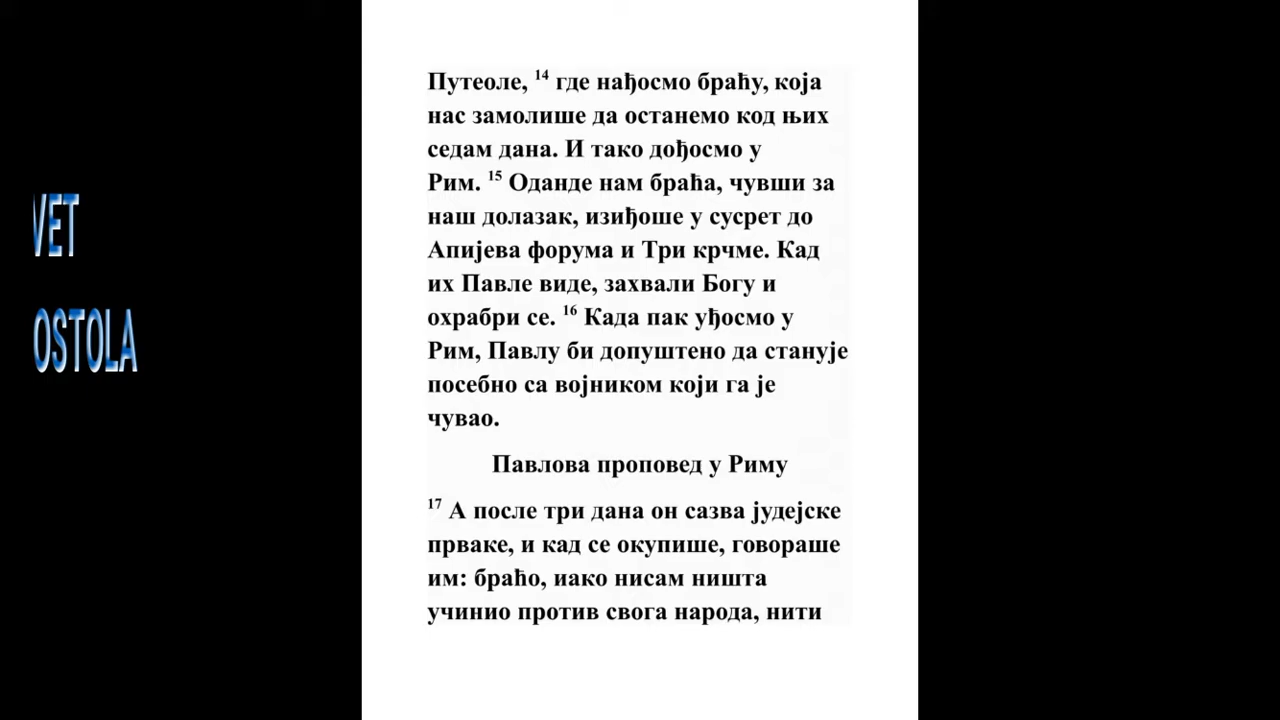 VET
OSTOLA
Путеоле, 14 где нађосмо браћу, која
нас замолише да останемо код њих
седам дана. И тако дођосмо у
Рим. 15 Оданде нам браћа, чувши за
наш долазак, изиђоше у сусрет до
Апијева форума и Три крчме. Кад
их Павле виде, захвали Богу и
охрабри се. 16 Када пак уђосмо у
Рим, Павлу би допуштено да станује
посебно са војником који га је
чувао.
Павлова проповед у Риму
17 А после три дана он сазва јудејске
прваке, и кад се окупише, говораше
им: браћо, иако нисам ништа
учинио против свога народа, нити